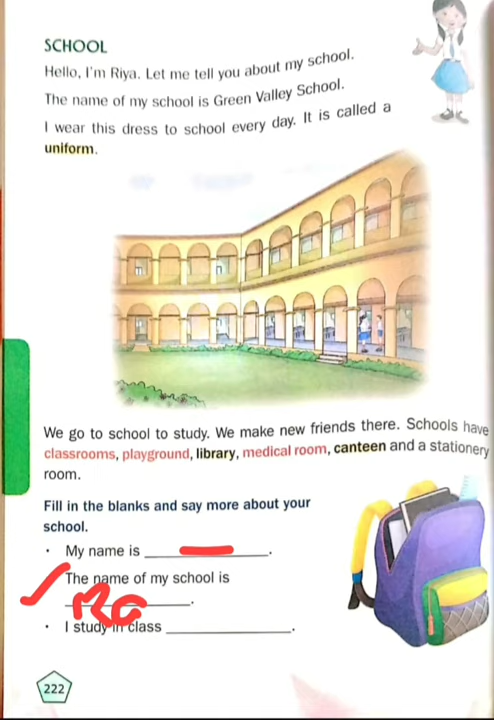 SCHOOL
Hello, I'm Riya. Let me tell you about my school.
The name of my school is Green Valley School.
I wear this dress to school every day. It is called a
uniform.
We go to school to study. We make new friends there. Schools have
classrooms, playground, library, medical room, canteen and a stationery
room.
Fill in the blanks and say more about your
school.
· My name is ____________.
The name of my school is
____________.
· I study in class ____________.
222